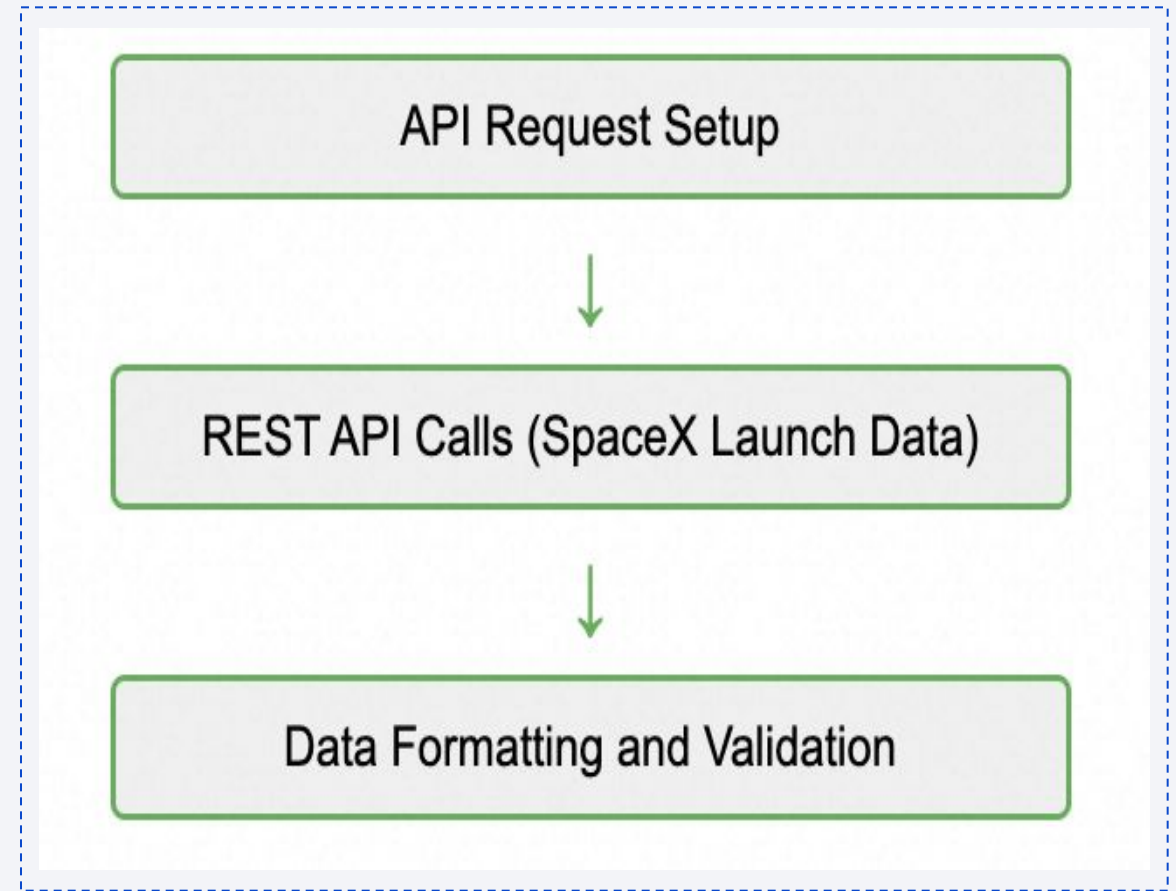 API Request Setup
REST API Calls (SpaceX Launch Data)
Data Formatting and Validation